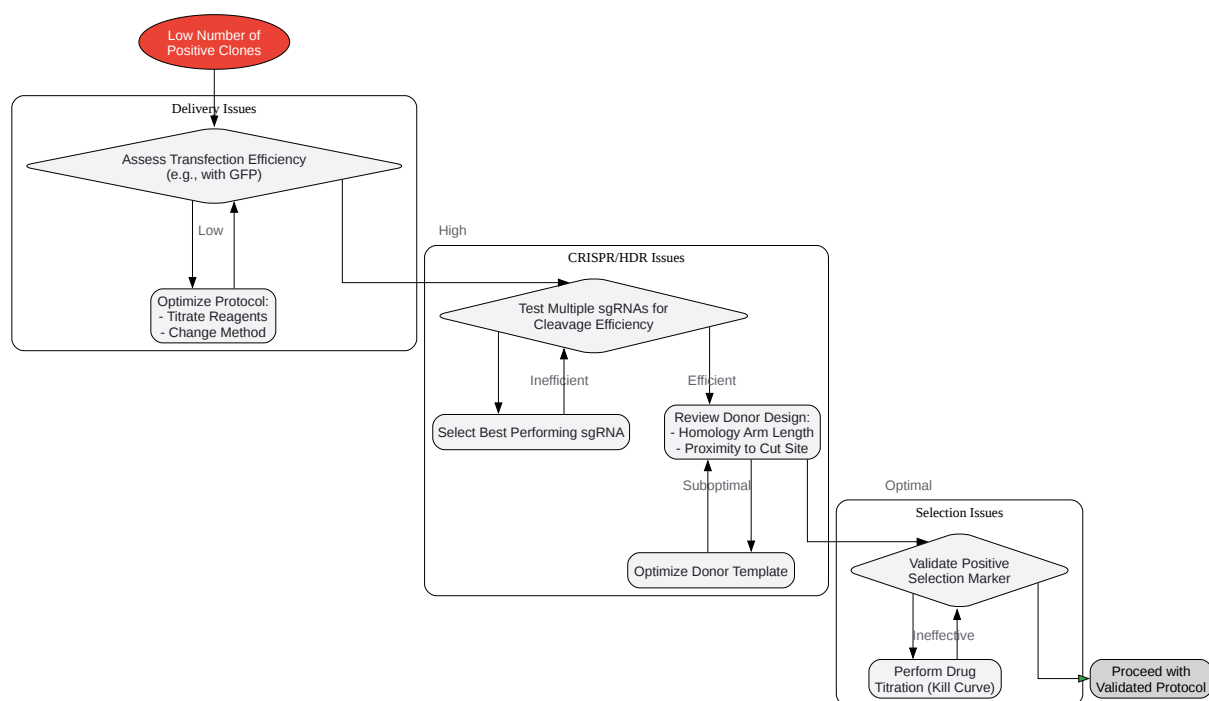 Low Number of
Positive Clones
Delivery Issues
Assess Transfection Efficiency
(e.g., with GFP)
Low
High
Optimize Protocol:
- Titrate Reagents
- Change Method
CRISPR/HDR Issues
Test Multiple sgRNAs for
Cleavage Efficiency
Inefficient
Efficient
Select Best Performing sgRNA
Review Donor Design:
- Homology Arm Length
- Proximity to Cut Site
Suboptimal
Optimal
Optimize Donor Template
Selection Issues
Validate Positive
Selection Marker
Ineffective
Perform Drug
Titration (Kill Curve)
Proceed with
Validated Protocol